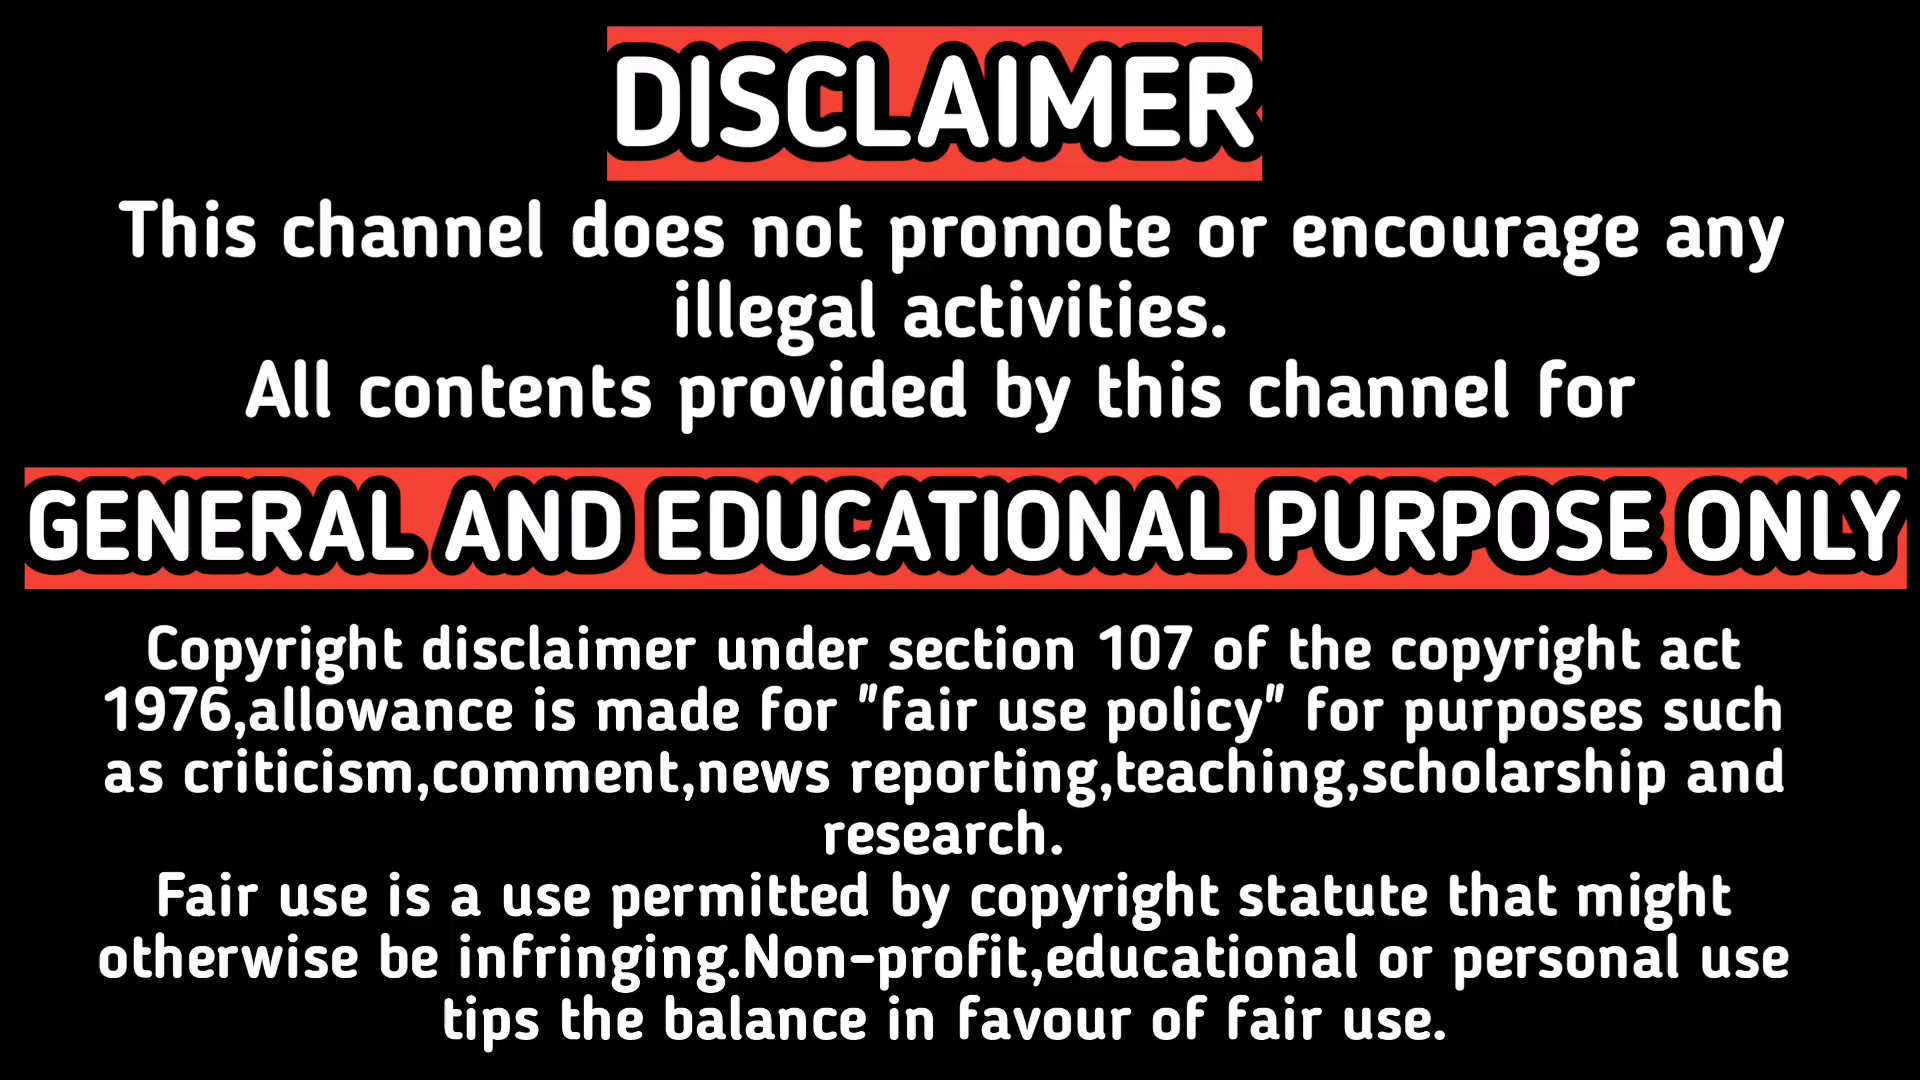 DISCLAIMER
This channel does not promote or encourage any
illegal activities.
All contents provided by this channel for
GENERAL AND EDUCATIONAL PURPOSE ONLY
Copyright disclaimer under section 107 of the copyright act
1976,allowance is made for "fair use policy" for purposes such
as criticism,comment,news reporting,teaching,scholarship and
research.
Fair use is a use permitted by copyright statute that might
otherwise be infringing.Non-profit,educational or personal use
tips the balance in favour of fair use.